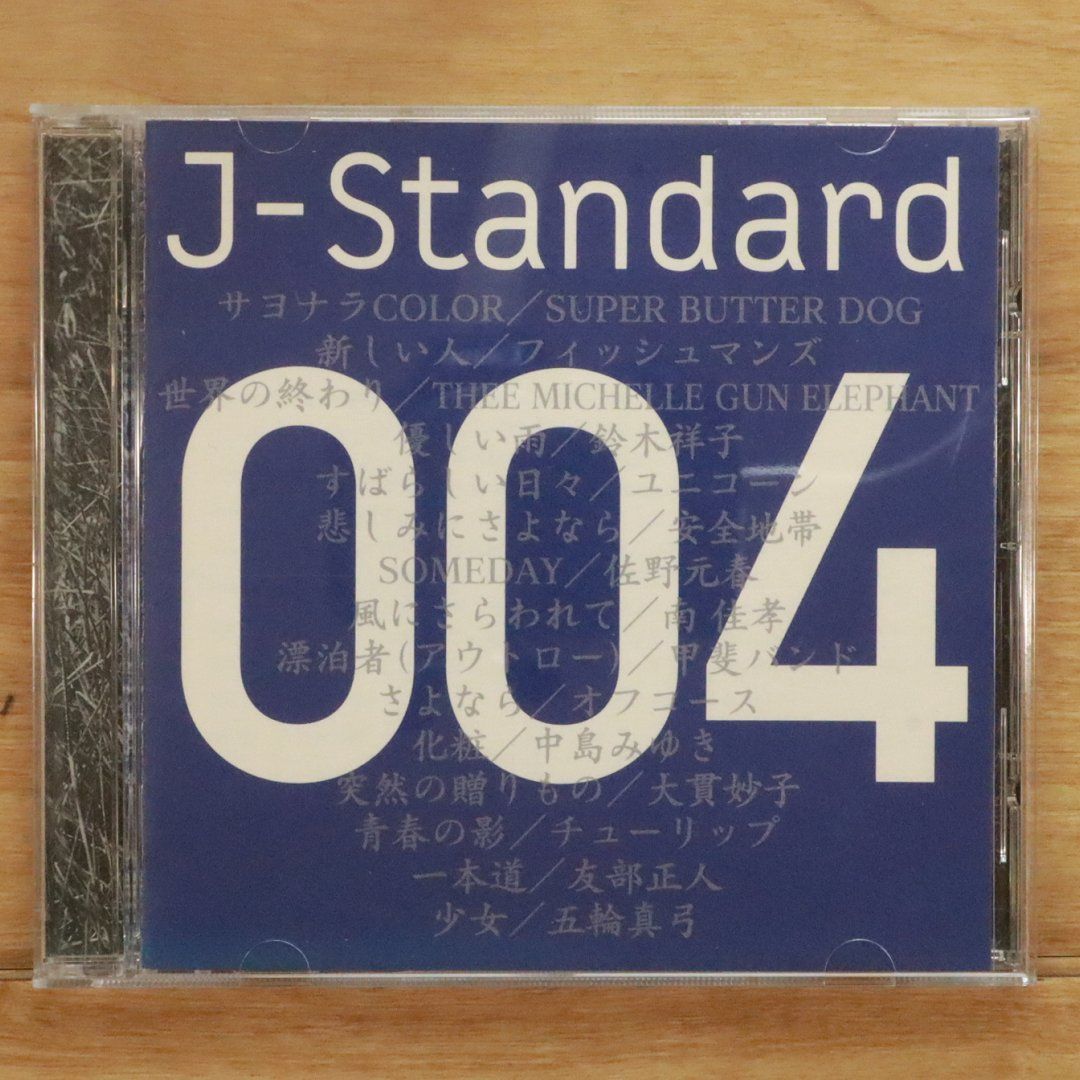 J-Standard
サヨナラCOLOR／SUPER BUTTER DOG
新しい人／フィッシュマンズ
世界の終わり／THEE MICHELLE GUN ELEPHANT
優しい雨／鈴木祥子
すばらしい日々／ユニコーン
悲しみにさよなら／安全地帯
SOMEDAY／佐野元春
風にさらわれて／南 佳孝
漂泊者(アウトロー)／甲斐バンド
さよなら／オフコース
化粧／中島みゆき
突然の贈りもの／大貫妙子
青春の影／チューリップ
一本道／友部正人
少女／五輪真弓
004